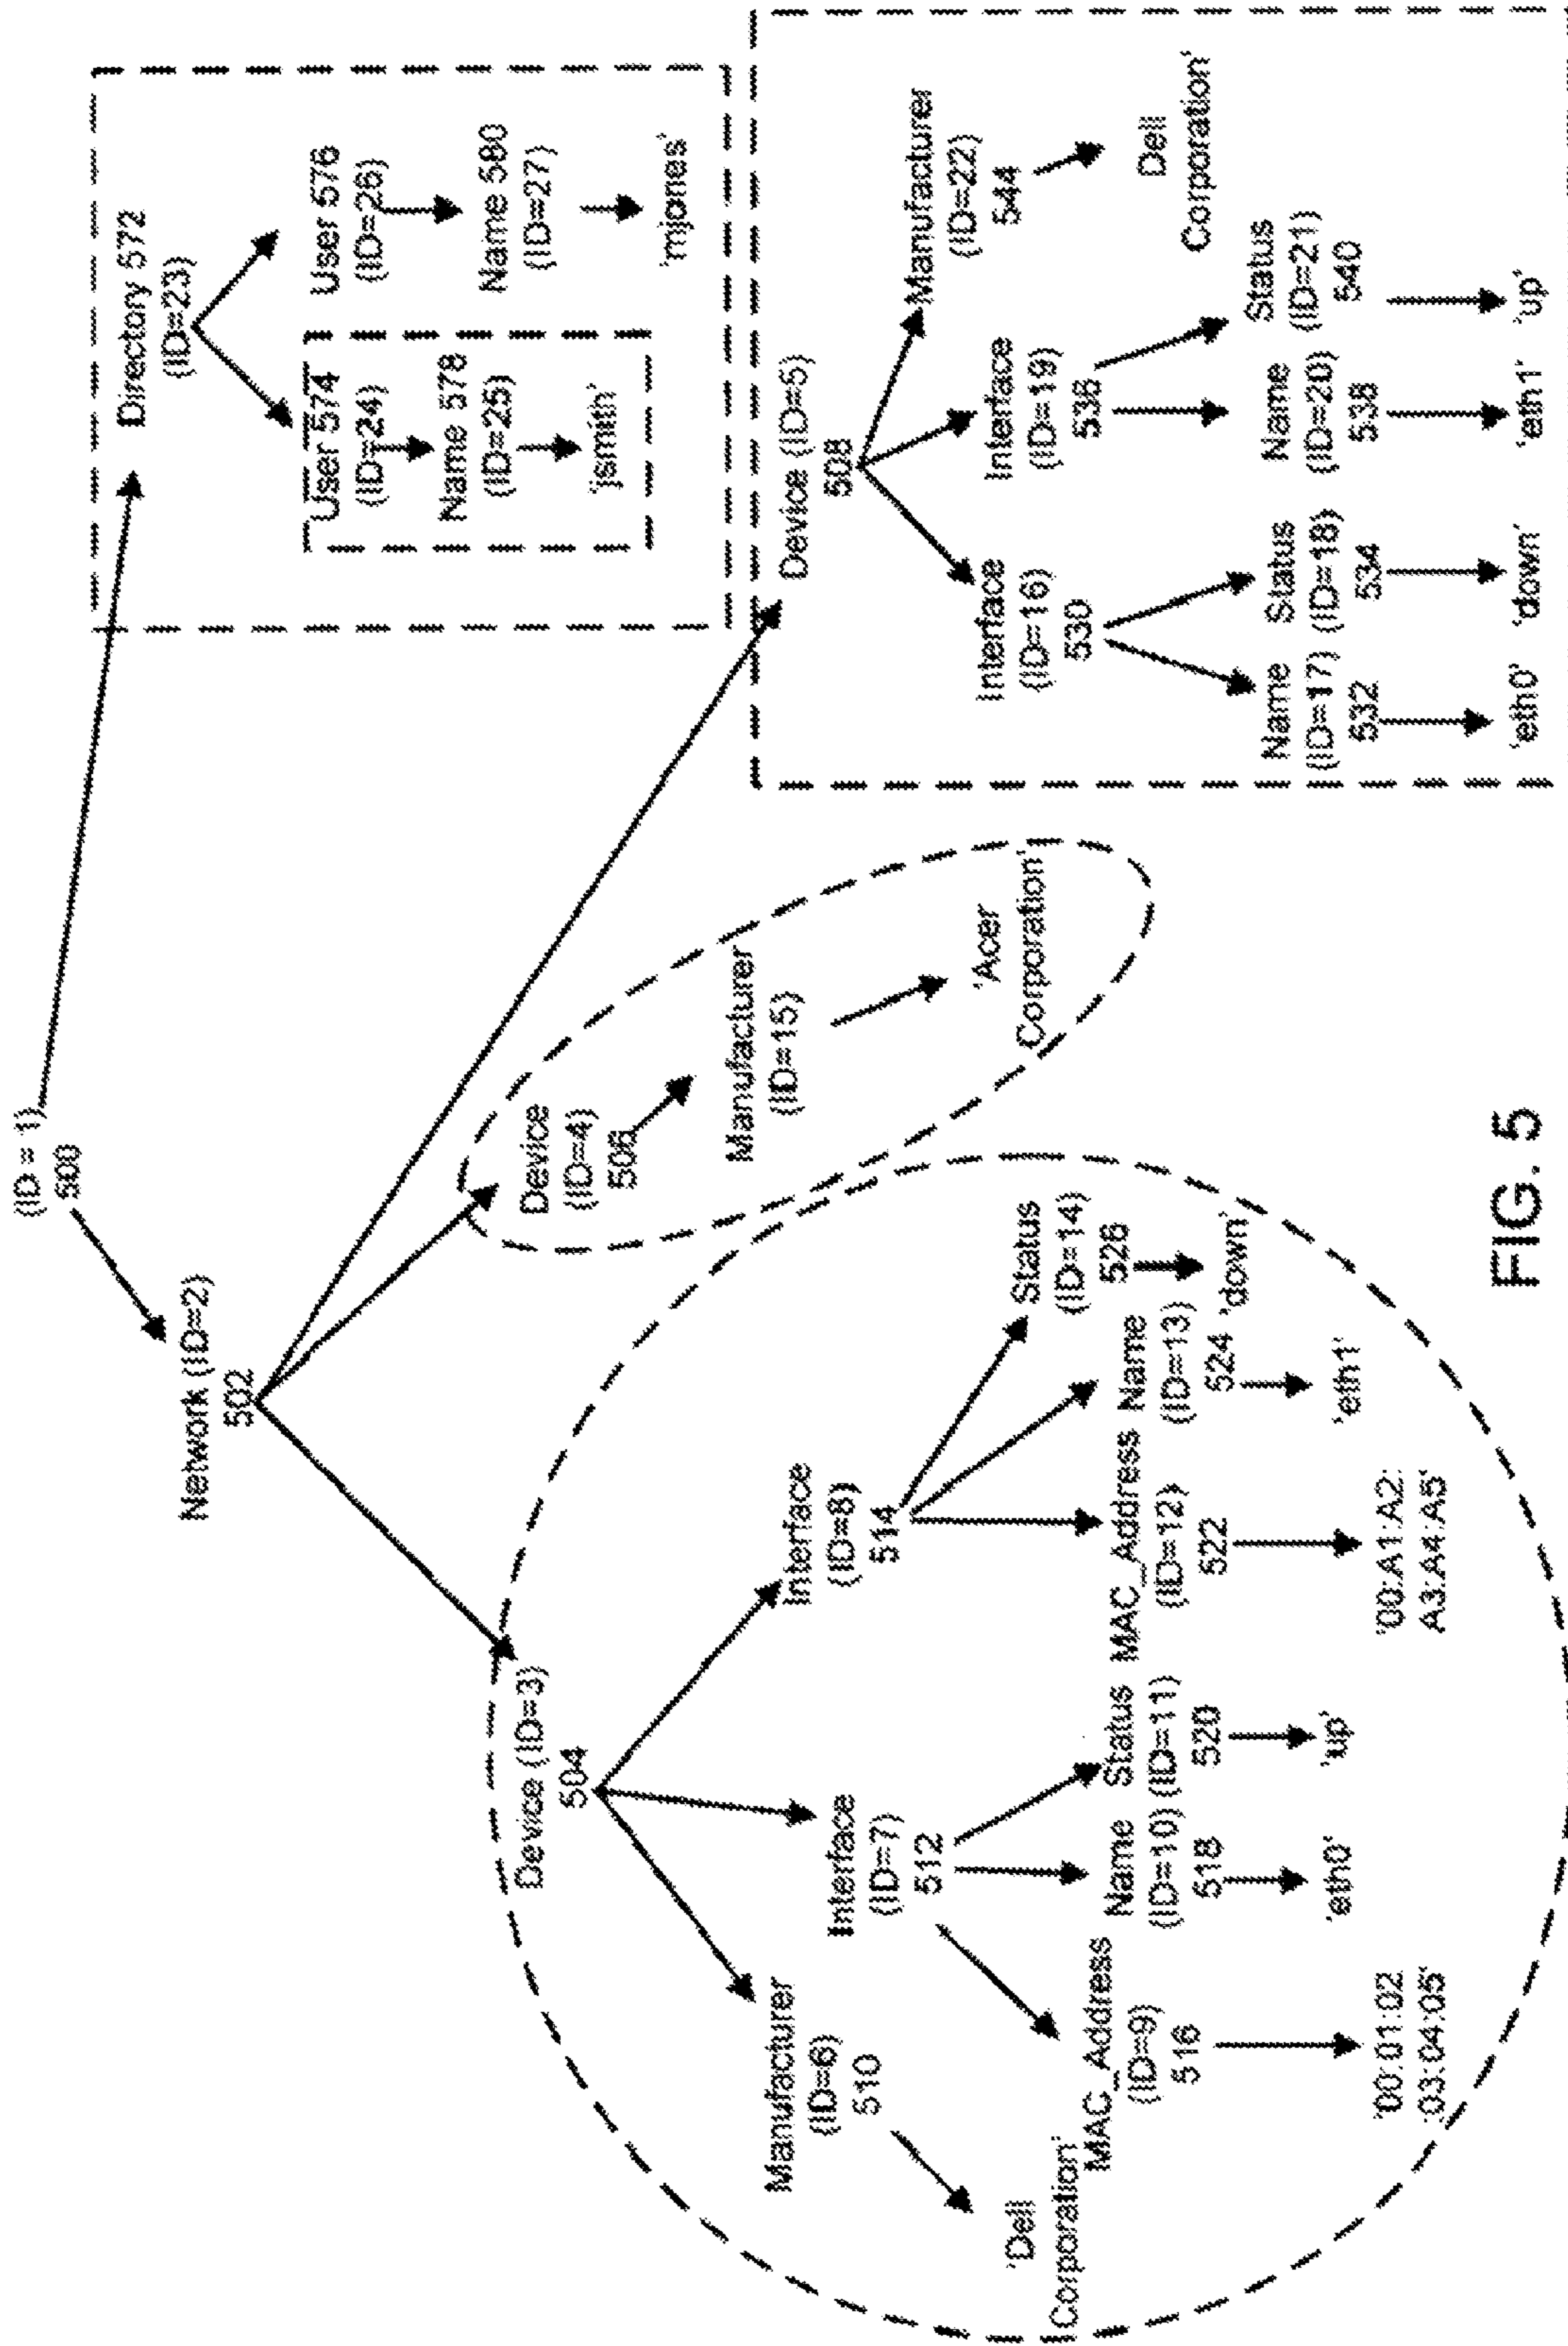 (ID = 1)
500
Network (ID=2)
502
Directory 572
(ID=23)
User 574
(ID=24)
Name 578
(ID=25)
'jsmith'
User 576
(ID=26)
Name 580
(ID=27)
'mjones'
Device (ID=3)
504
Manufacturer
(ID=6)
510
'Dell
Corporation'
Interface
(ID=7)
512
MAC_Address
(ID=9)
516
'00:01:02
:03:04:05'
Name
(ID=10)
518
'eth0'
Status
(ID=11)
520
'up'
Interface
(ID=8)
514
MAC_Address
(ID=12)
522
'00:A1:A2:
A3:A4:A5'
Name
(ID=13)
524
'eth1'
Status
(ID=14)
526
'down'
Device
(ID=4)
506
Manufacturer
(ID=15)
'Acer
Corporation'
Device (ID=5)
508
Interface
(ID=16)
530
Name
(ID=17)
532
'eth0'
Status
(ID=18)
534
'down'
Interface
(ID=19)
536
Name
(ID=20)
538
'eth1'
Status
(ID=21)
540
'up'
Manufacturer
(ID=22)
544
Dell
Corporation'
FIG. 5